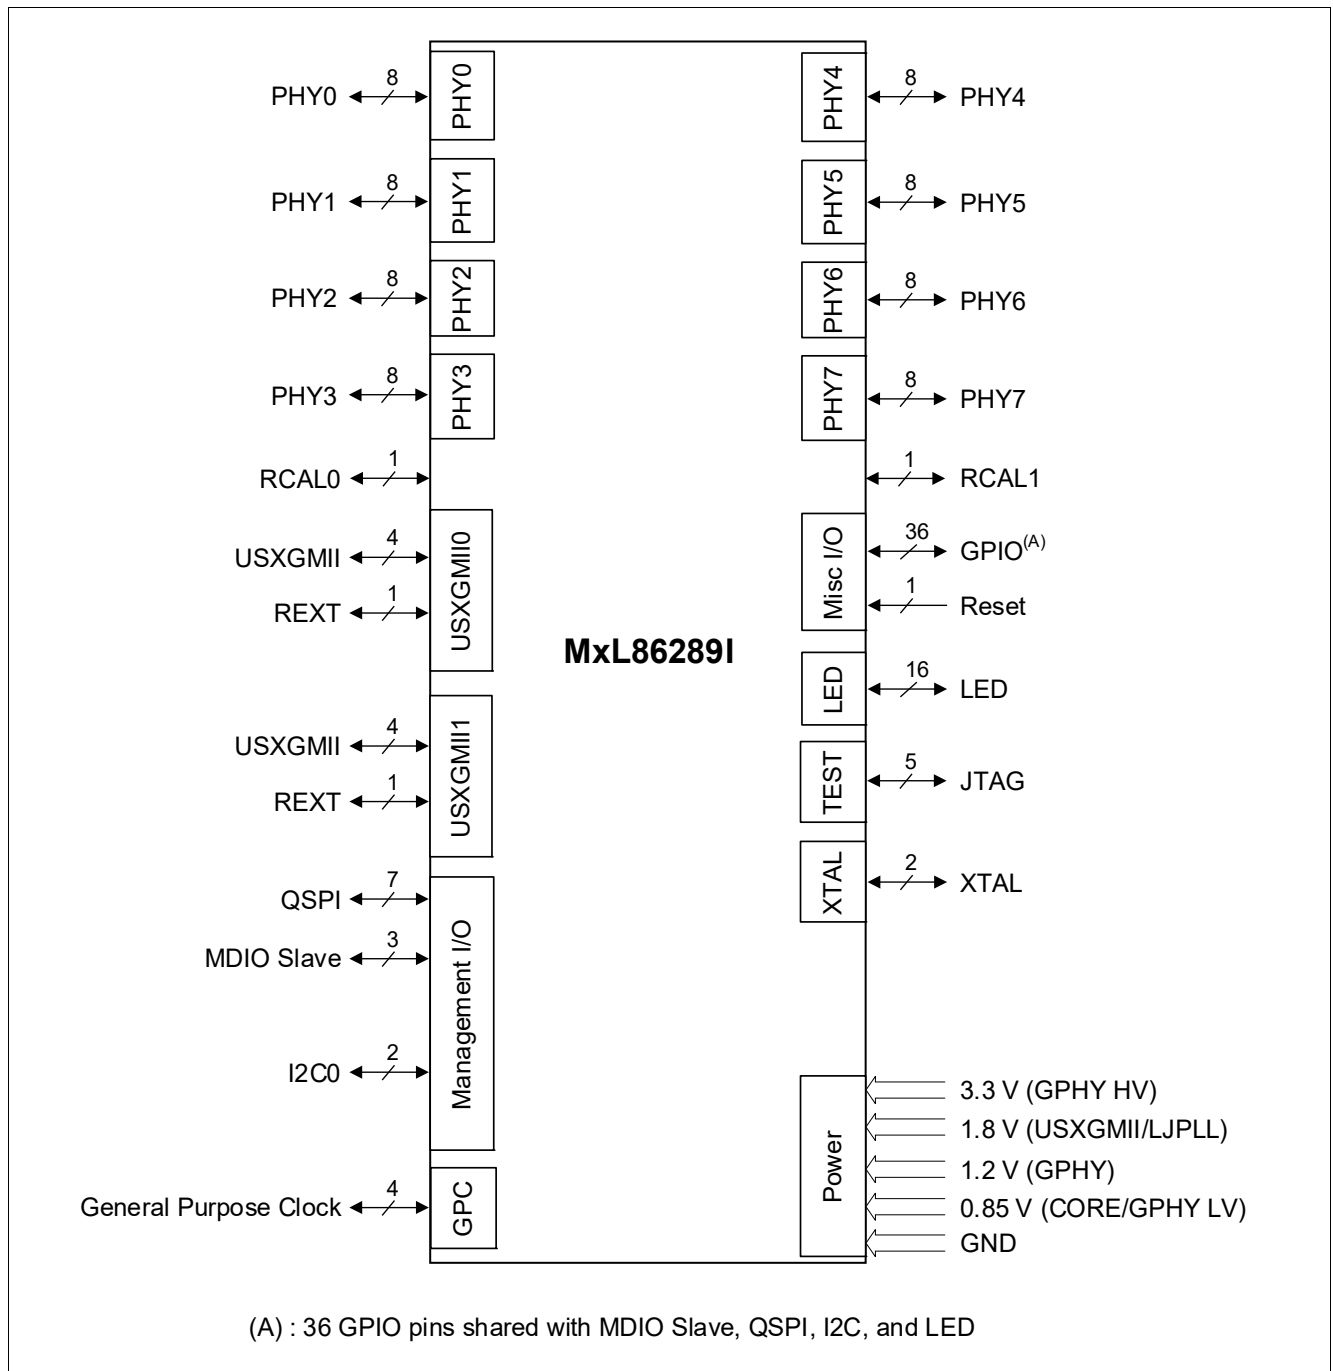 PHY0 8 PHY0
PHY4 8 PHY4
PHY1 8 PHY1
PHY5 8 PHY5
PHY2 8 PHY2
PHY6 8 PHY6
PHY3 8 PHY3
PHY7 8 PHY7
RCAL0 1
1 RCAL1
USXGMII 4
REXT 1
USXGMII0
Misc I/O
36 GPIO(A)
1 Reset
MxL86289I
LED 16 LED
USXGMII 4
REXT 1
USXGMII1
TEST 5 JTAG
XTAL 2 XTAL
QSPI 7
MDIO Slave 3
I2C0 2
Management I/O
General Purpose Clock 4 GPC
Power
3.3 V (GPHY HV)
1.8 V (USXGMII/LJPLL)
1.2 V (GPHY)
0.85 V (CORE/GPHY LV)
GND
(A) : 36 GPIO pins shared with MDIO Slave, QSPI, I2C, and LED